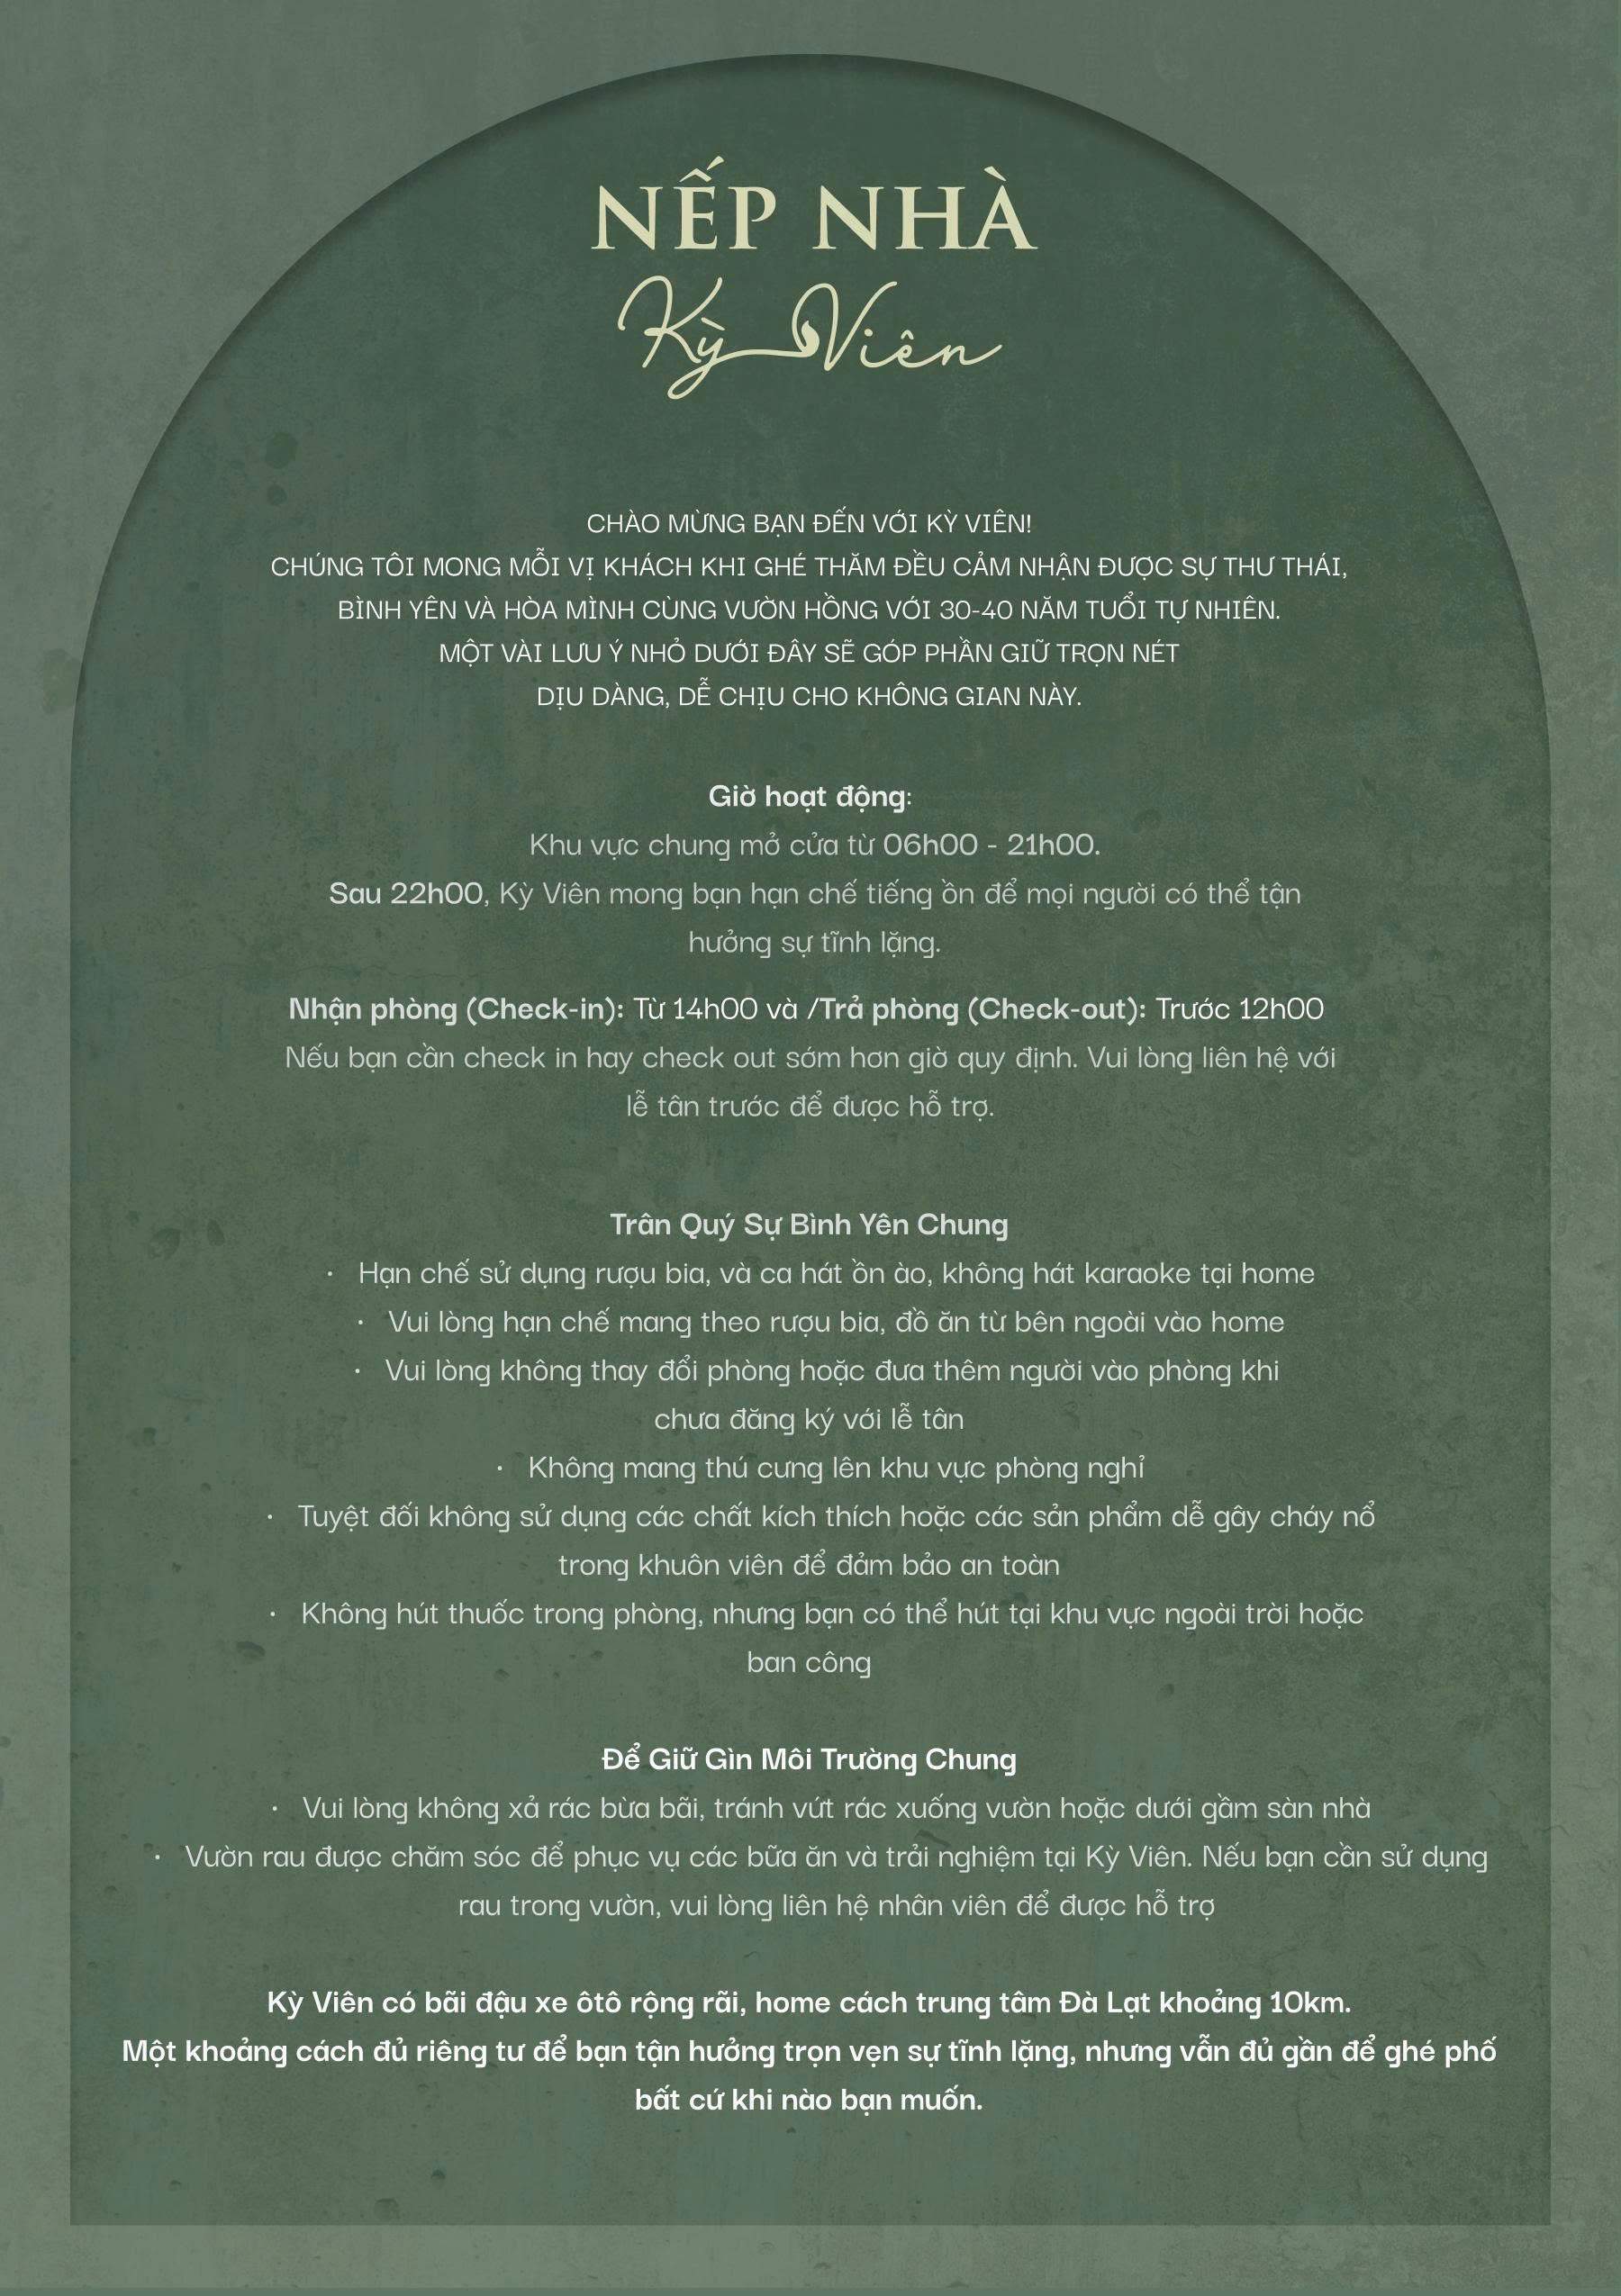 NẾP NHÀ
Kỳ Viên
CHÀO MỪNG BẠN ĐẾN VỚI KỲ VIÊN!
CHÚNG TÔI MONG MỖI VỊ KHÁCH KHI GHÉ THĂM ĐỀU CẢM NHẬN ĐƯỢC SỰ THƯ THÁI,
BÌNH YÊN VÀ HÒA MÌNH CÙNG VƯỜN HỒNG VỚI 30-40 NĂM TUỔI TỰ NHIÊN.
MỘT VÀI LƯU Ý NHỎ DƯỚI ĐÂY SẼ GÓP PHẦN GIỮ TRỌN NÉT
DỊU DÀNG, DỄ CHỊU CHO KHÔNG GIAN NÀY.
Giờ hoạt động:
Khu vực chung mở cửa từ 06h00 - 21h00.
Sau 22h00, Kỳ Viên mong bạn hạn chế tiếng ồn để mọi người có thể tận
hưởng sự tĩnh lặng.
Nhận phòng (Check-in): Từ 14h00 và /Trả phòng (Check-out): Trước 12h00
Nếu bạn cần check in hay check out sớm hơn giờ quy định. Vui lòng liên hệ với
lễ tân trước để được hỗ trợ.
Trân Quý Sự Bình Yên Chung
• Hạn chế sử dụng rượu bia, và ca hát ồn ào, không hát karaoke tại home
• Vui lòng hạn chế mang theo rượu bia, đồ ăn từ bên ngoài vào home
• Vui lòng không thay đổi phòng hoặc đưa thêm người vào phòng khi
chưa đăng ký với lễ tân
• Không mang thú cưng lên khu vực phòng nghỉ
• Tuyệt đối không sử dụng các chất kích thích hoặc các sản phẩm dễ gây cháy nổ
trong khuôn viên để đảm bảo an toàn
• Không hút thuốc trong phòng, nhưng bạn có thể hút tại khu vực ngoài trời hoặc
ban công
Để Giữ Gìn Môi Trường Chung
• Vui lòng không xả rác bừa bãi, tránh vứt rác xuống vườn hoặc dưới gầm sàn nhà
• Vườn rau được chăm sóc để phục vụ các bữa ăn và trải nghiệm tại Kỳ Viên. Nếu bạn cần sử dụng
rau trong vườn, vui lòng liên hệ nhân viên để được hỗ trợ
Kỳ Viên có bãi đậu xe ôtô rộng rãi, home cách trung tâm Đà Lạt khoảng 10km.
Một khoảng cách đủ riêng tư để bạn tận hưởng trọn vẹn sự tĩnh lặng, nhưng vẫn đủ gần để ghé phố
bất cứ khi nào bạn muốn.